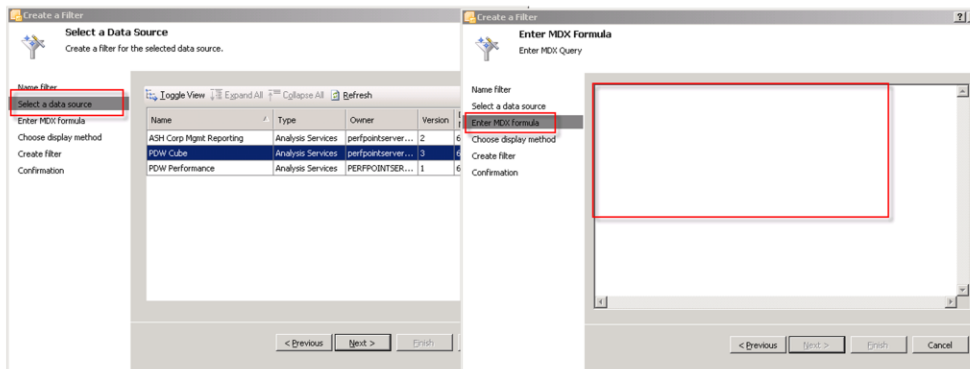 Create a Filter
Select a Data Source
Create a filter for the selected data source.
Name filter
Select a data source
Enter MDX formula
Choose display method
Create filter
Confirmation
Toggle View Expand All Collapse All Refresh
Name Type Owner Version
ASH Corp Mgmt Reporting Analysis Services perfpointserver... 2 6
PDW Cube Analysis Services perfpointserver... 3 6
PDW Performance Analysis Services PERFPOINTSER... 1 6
< Previous Next > Finish
Create a Filter ?
Enter MDX Formula
Enter MDX Query
Name filter
Select a data source
Enter MDX formula
Choose display method
Create filter
Confirmation
< Previous Next > Finish Cancel